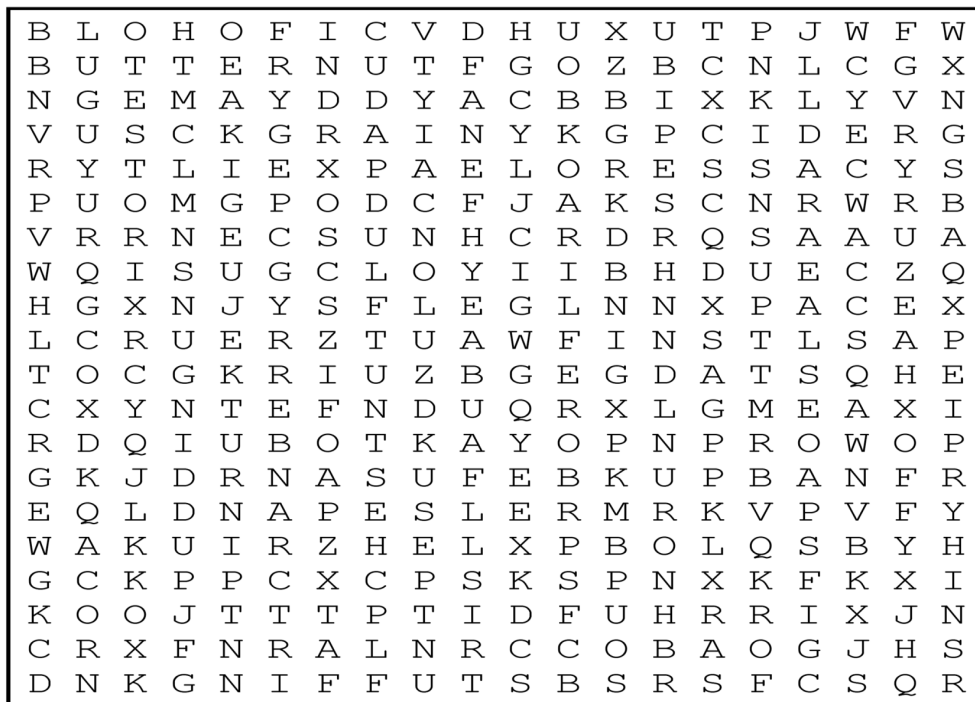 B L O H O F I C V D H U X U T P J W F W
B U T T E R N U T F G O Z B C N L C G X
N G E M A Y D D Y A C B B I X K L Y V N
V U S C K G R A I N Y K G P C I D E R G
R Y T L I E X P A E L O R E S S A C Y S
P U O M G P O D C F J A K S C N R W R B
V R R N E C S U N H C R D R Q S A A U A
W Q I S U G C L O Y I I B H D U E C Z Q
H G X N J Y S F L E G L N N X P A C E X
L C R U E R Z T U A W F I N S T L S A P
T O C G K R I U Z B G E G D A T S Q H E
C X Y N T E F N D U Q R X L G M E A X I
R D Q I U B O T K A Y O P N P R O W O P
G K J D R N A S U F E B K U P B A N F R
E Q L D N A P E S L E R M R K V P V F Y
W A K U I R Z H E L X P B O L Q S B Y H
G C K P P C X C P S K S P N X K F K X I
K O O J T T T P T I D F U H R R I X J N
C R X F N R A L N R C C O B A O G J H S
D N K G N I F F U T S B S R S F C S Q R